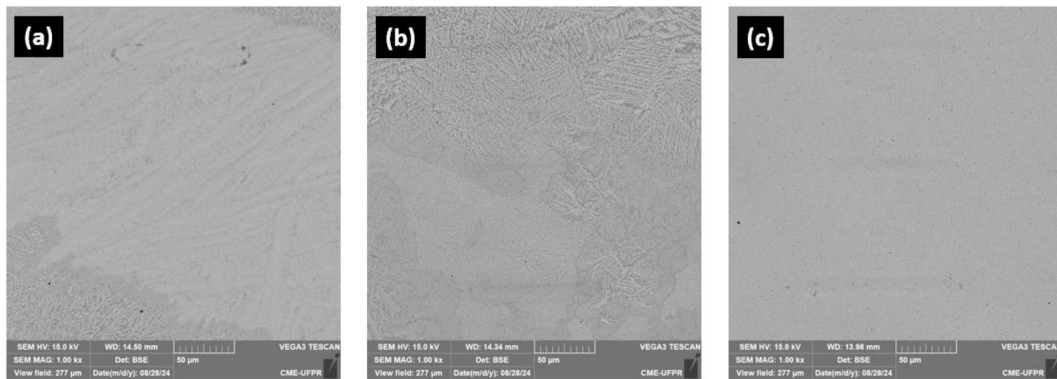 (a)
SEM HV: 15.0 kV WD: 14.50 mm VEGA3 TESCAN
SEM MAG: 1.00 kx Det: BSE 50 µm
View field: 277 µm Date(m/d/y): 08/28/24 CME-UFPR
(b)
SEM HV: 15.0 kV WD: 14.34 mm VEGA3 TESCAN
SEM MAG: 1.00 kx Det: BSE 50 µm
View field: 277 µm Date(m/d/y): 08/28/24 CME-UFPR
(c)
SEM HV: 15.0 kV WD: 13.98 mm VEGA3 TESCAN
SEM MAG: 1.00 kx Det: BSE 50 µm
View field: 277 µm Date(m/d/y): 08/28/24 CME-UFPR